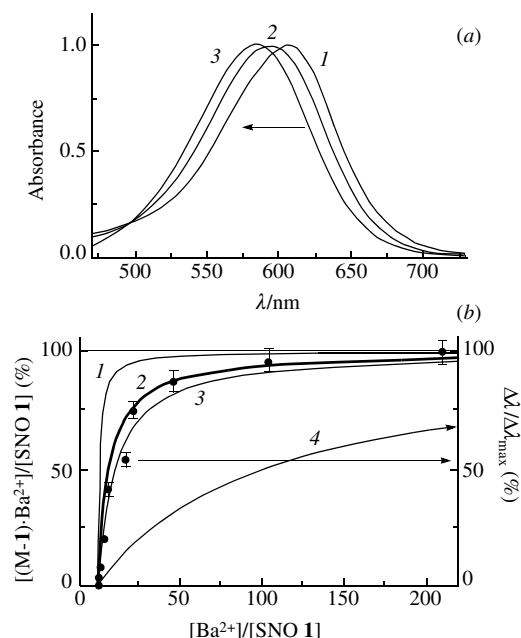 (a)
3 2 1
1.0
0.5
0.0
Absorbance
500 550 600 650 700
λ/nm
(b)
100
50
0
[(M-1)·Ba²⁺]/[SNO 1] (%)
1
2
3
4
100
50
0
Δλ/Δλmax (%)
0 50 100 150 200
[Ba²⁺]/[SNO 1]